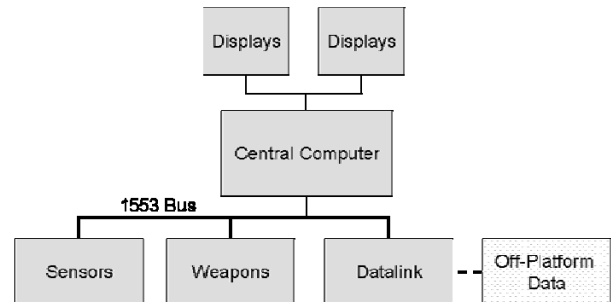 Displays
Displays
Central Computer
1553 Bus
Sensors
Weapons
Datalink
Off-Platform
Data